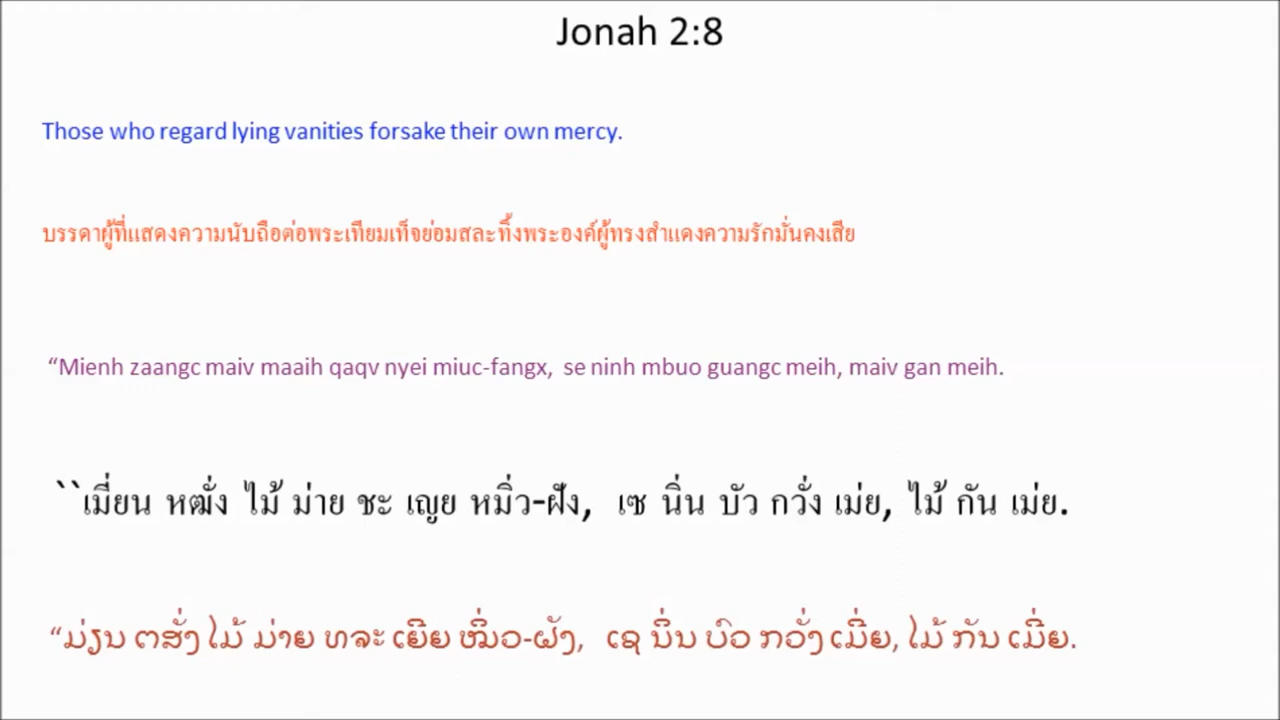 Jonah 2:8
Those who regard lying vanities forsake their own mercy.
บรรดาผู้ที่แสดงความนับถือต่อพระเทียมเท็จย่อมสละทิ้งพระองค์ผู้ทรงสำแดงความรักมั่นคงเสีย
“Mienh zaangc maiv maaih qaqv nyei miuc-fangx, se ninh mbuo guangc meih, maiv gan meih.
``เมี่ยน หฒั่ง ไม้ ม่าย ชะ เญย หมิ่ว-ฝัง, เซ นิ่น บัว กวั่ง เม่ย, ไม้ กัน เม่ย.
“ມ່ຽນ ຕສั່ງ ໄມ້ ມ່າຍ ທຈະ ເຍີຍ ໝິ່ວ-ຝັງ, ເຊ ນິ່ນ ບົວ ກວັ່ງ ເມີ່ຍ, ໄມ້ ກັນ ເມີ່ຍ.